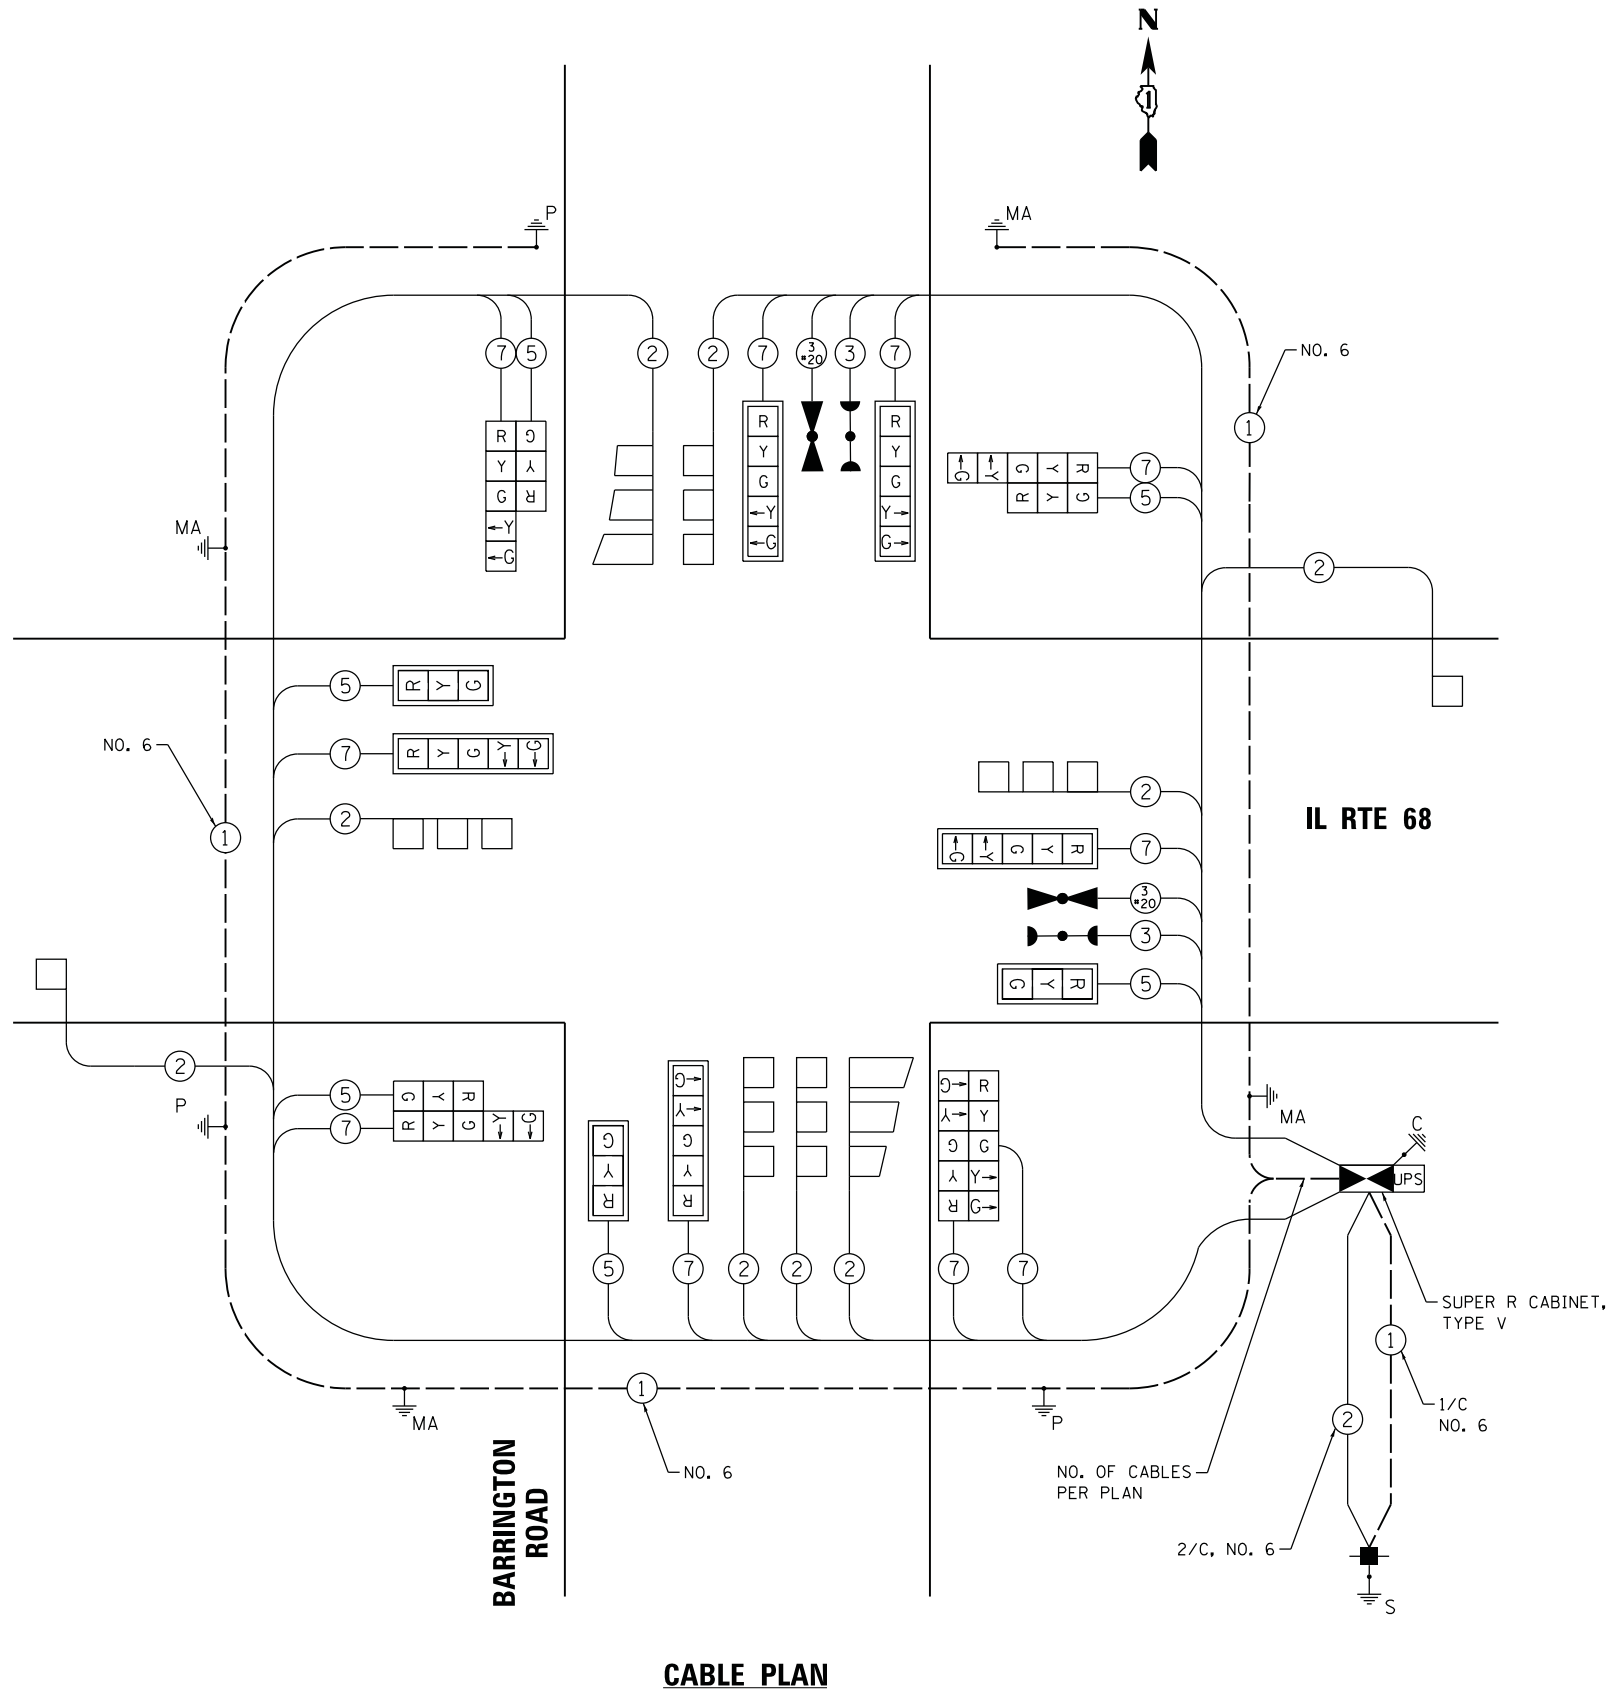 N
1
P
MA
7 5 2 2 7 3 #20 3 7
NO. 6
1
R G
Y Y
G R
←Y
←G
R
Y
G
←Y
←G
R
Y
G
Y→
G→
←G ←Y G Y R 7
R Y G 5
MA
2
5 R Y G
7 R Y G ←Y ←G
NO. 6
1
2
2
←G ←Y G Y R 7
3 #20
3
G Y R 5
IL RTE 68
2
P
5 G Y R
7 R Y G ←Y ←G
G
Y
R
G→
Y→
G
Y
R
G→ R
Y→ Y
G G
Y Y→
R G→
MA
C
UPS
5 7 2 2 2 7 7
SUPER R CABINET,
TYPE V
1
1/C
NO. 6
1
MA
P
2
NO. 6
NO. OF CABLES
PER PLAN
2/C, NO. 6
S
BARRINGTON
ROAD
CABLE PLAN